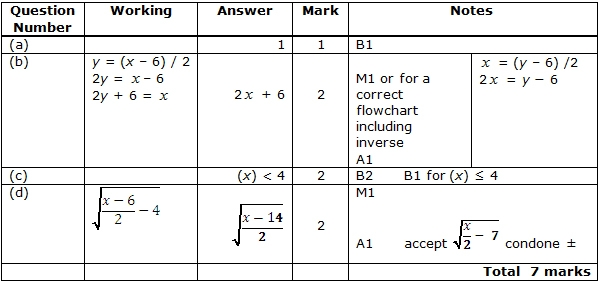 Question Number Working Answer Mark Notes
(a) 1 1 B1
(b) y = (x – 6) / 2
2y = x - 6
2y + 6 = x
2x + 6
2
M1 or for a
correct
flowchart
including
inverse
A1
x = (y – 6) /2
2x = y – 6
(c) (x) < 4 2 B2 B1 for (x) ≤ 4
(d) √((x − 6)/2 − 4)
√((x − 14)/2)
2
M1
A1 accept √(x/2 − 7) condone ±
Total 7 marks